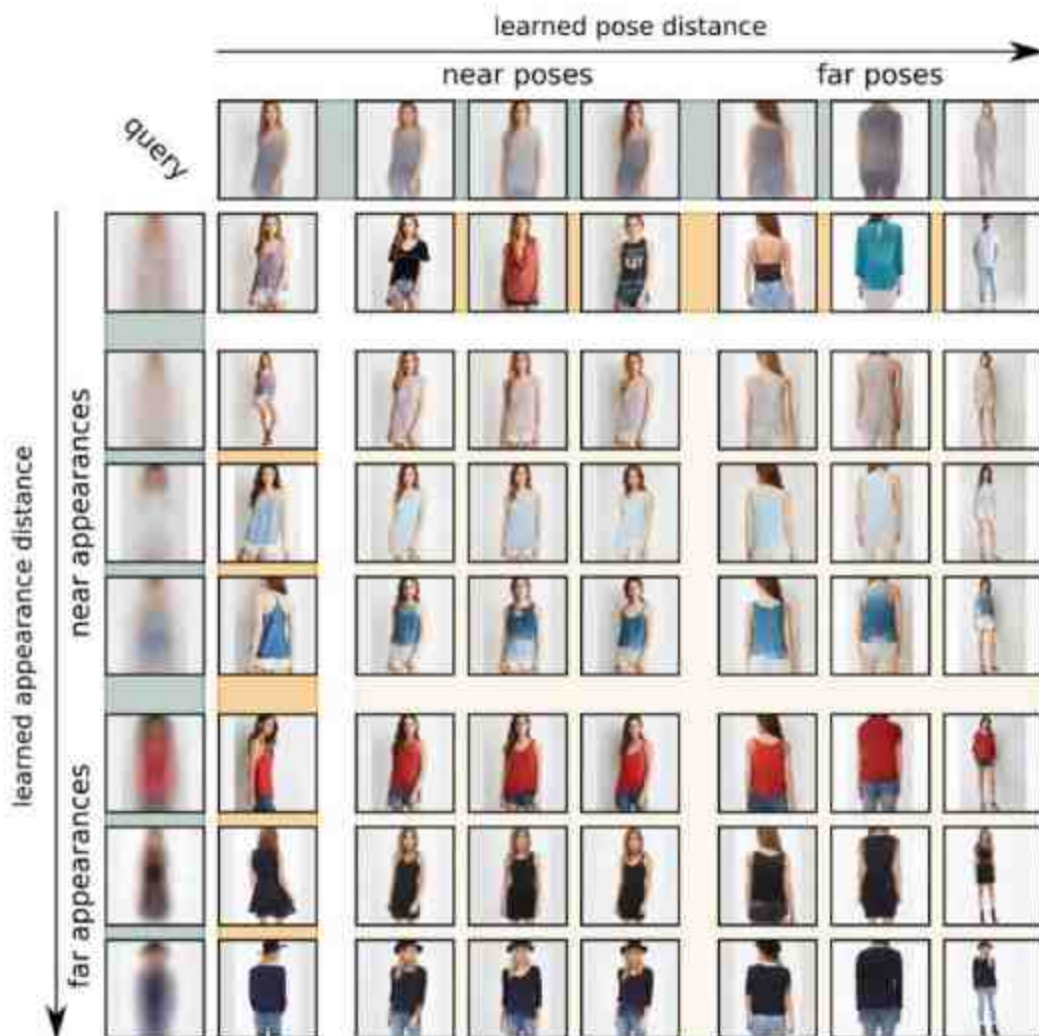 learned pose distance
near poses
far poses
query
learned appearance distance
near appearances
far appearances